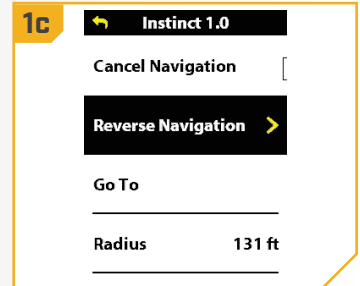 1c
Instinct 1.0
Cancel Navigation
Reverse Navigation
Go To
Radius 131 ft